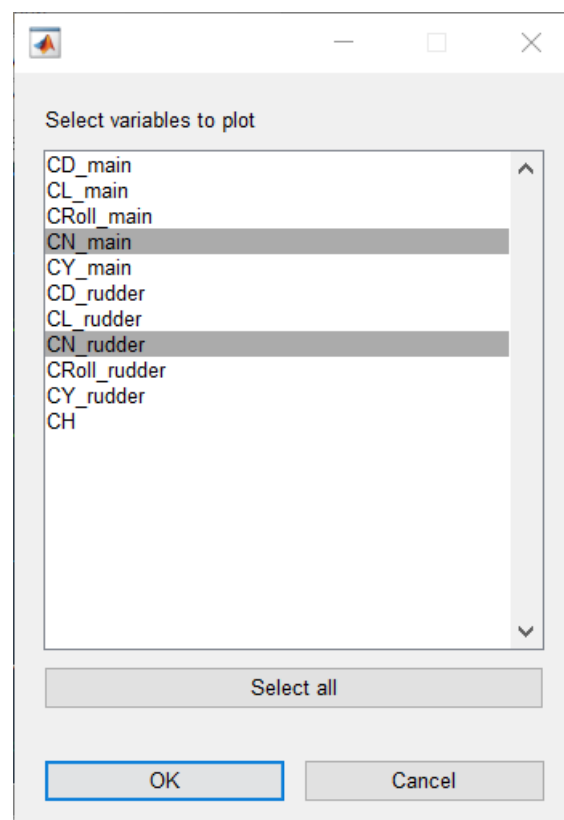 Select variables to plot
CD_main
CL_main
CRoll_main
CN_main
CY_main
CD_rudder
CL_rudder
CN_rudder
CRoll_rudder
CY_rudder
CH
Select all
OK Cancel